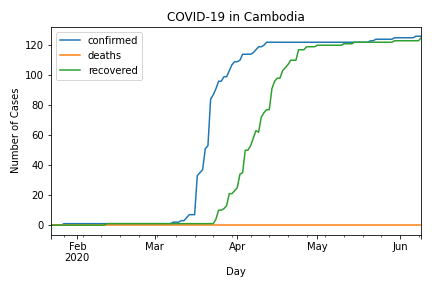 COVID-19 in Cambodia
confirmed
deaths
recovered
Number of Cases
120
100
80
60
40
20
0
Feb
2020
Mar
Apr
May
Jun
Day